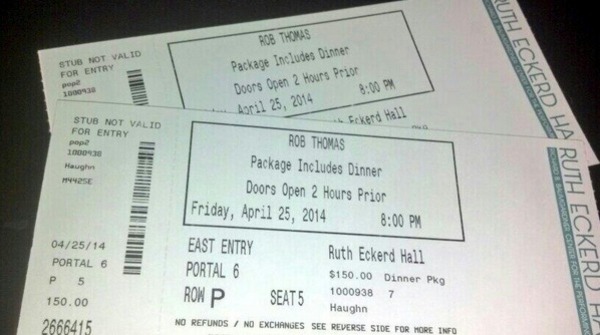 STUB NOT VALID
FOR ENTRY
pop2
1000938
ROB THOMAS
Package Includes Dinner
Doors Open 2 Hours Prior
April 25, 2014
8:00 PM
Eckerd Hall
RUTH ECKERD HA
STUB NOT VALID
FOR ENTRY
pop2
1000938
Haughn
M4425E
04/25/14
PORTAL 6
P 5
150.00
2666415
ROB THOMAS
Package Includes Dinner
Doors Open 2 Hours Prior
Friday, April 25, 2014 8:00 PM
EAST ENTRY
PORTAL 6
ROW P SEAT5
Ruth Eckerd Hall
$150.00 Dinner Pkg
1000938 7
Haughn
NO REFUNDS / NO EXCHANGES SEE REVERSE SIDE FOR MORE INFO
RUTH ECKERD HA